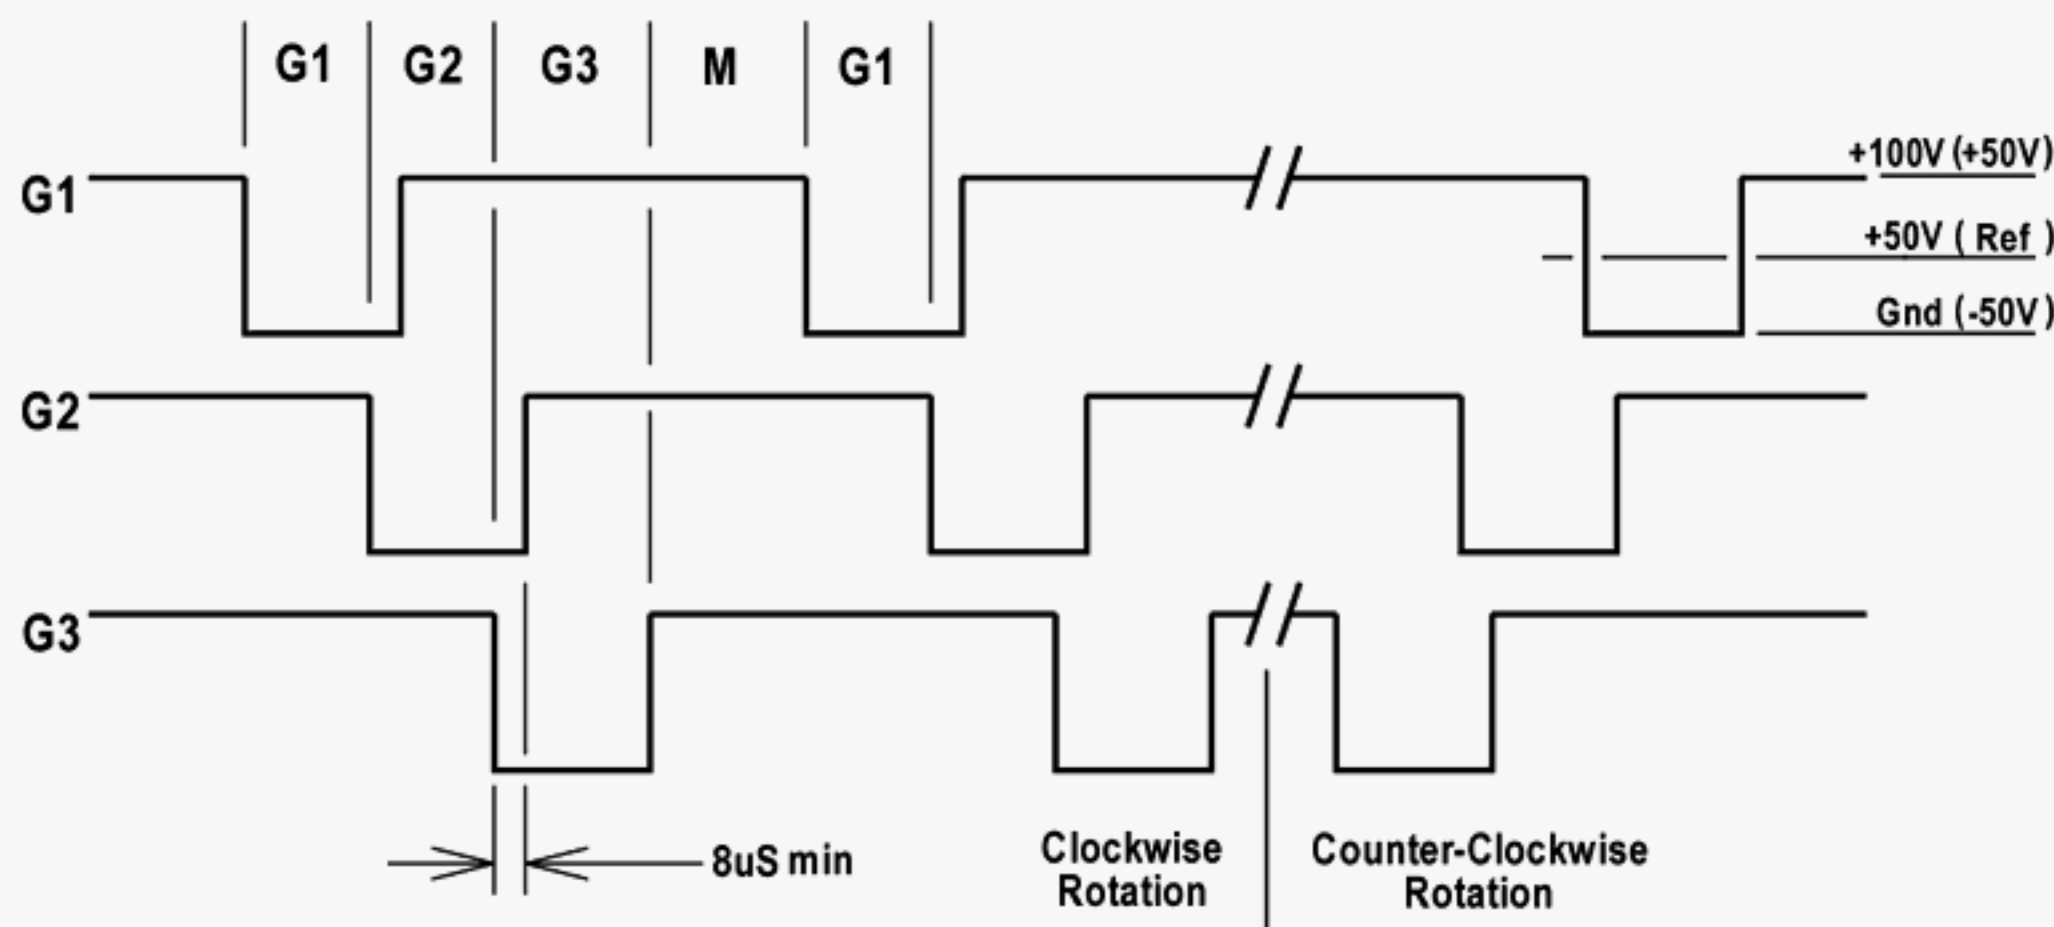 G1 G2 G3 M G1
+100V (+50V)
G1
+50V ( Ref )
Gnd (-50V)
G2
G3
8uS min
Clockwise
Rotation
Counter-Clockwise
Rotation